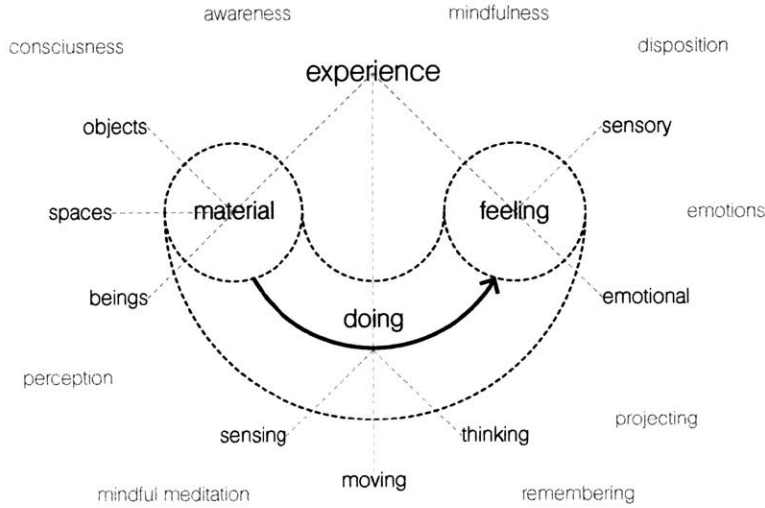 awareness
mindfulness
consciusness
disposition
experience
objects
sensory
spaces
material
feeling
emotions
beings
emotional
doing
perception
projecting
sensing
thinking
moving
mindful meditation
remembering